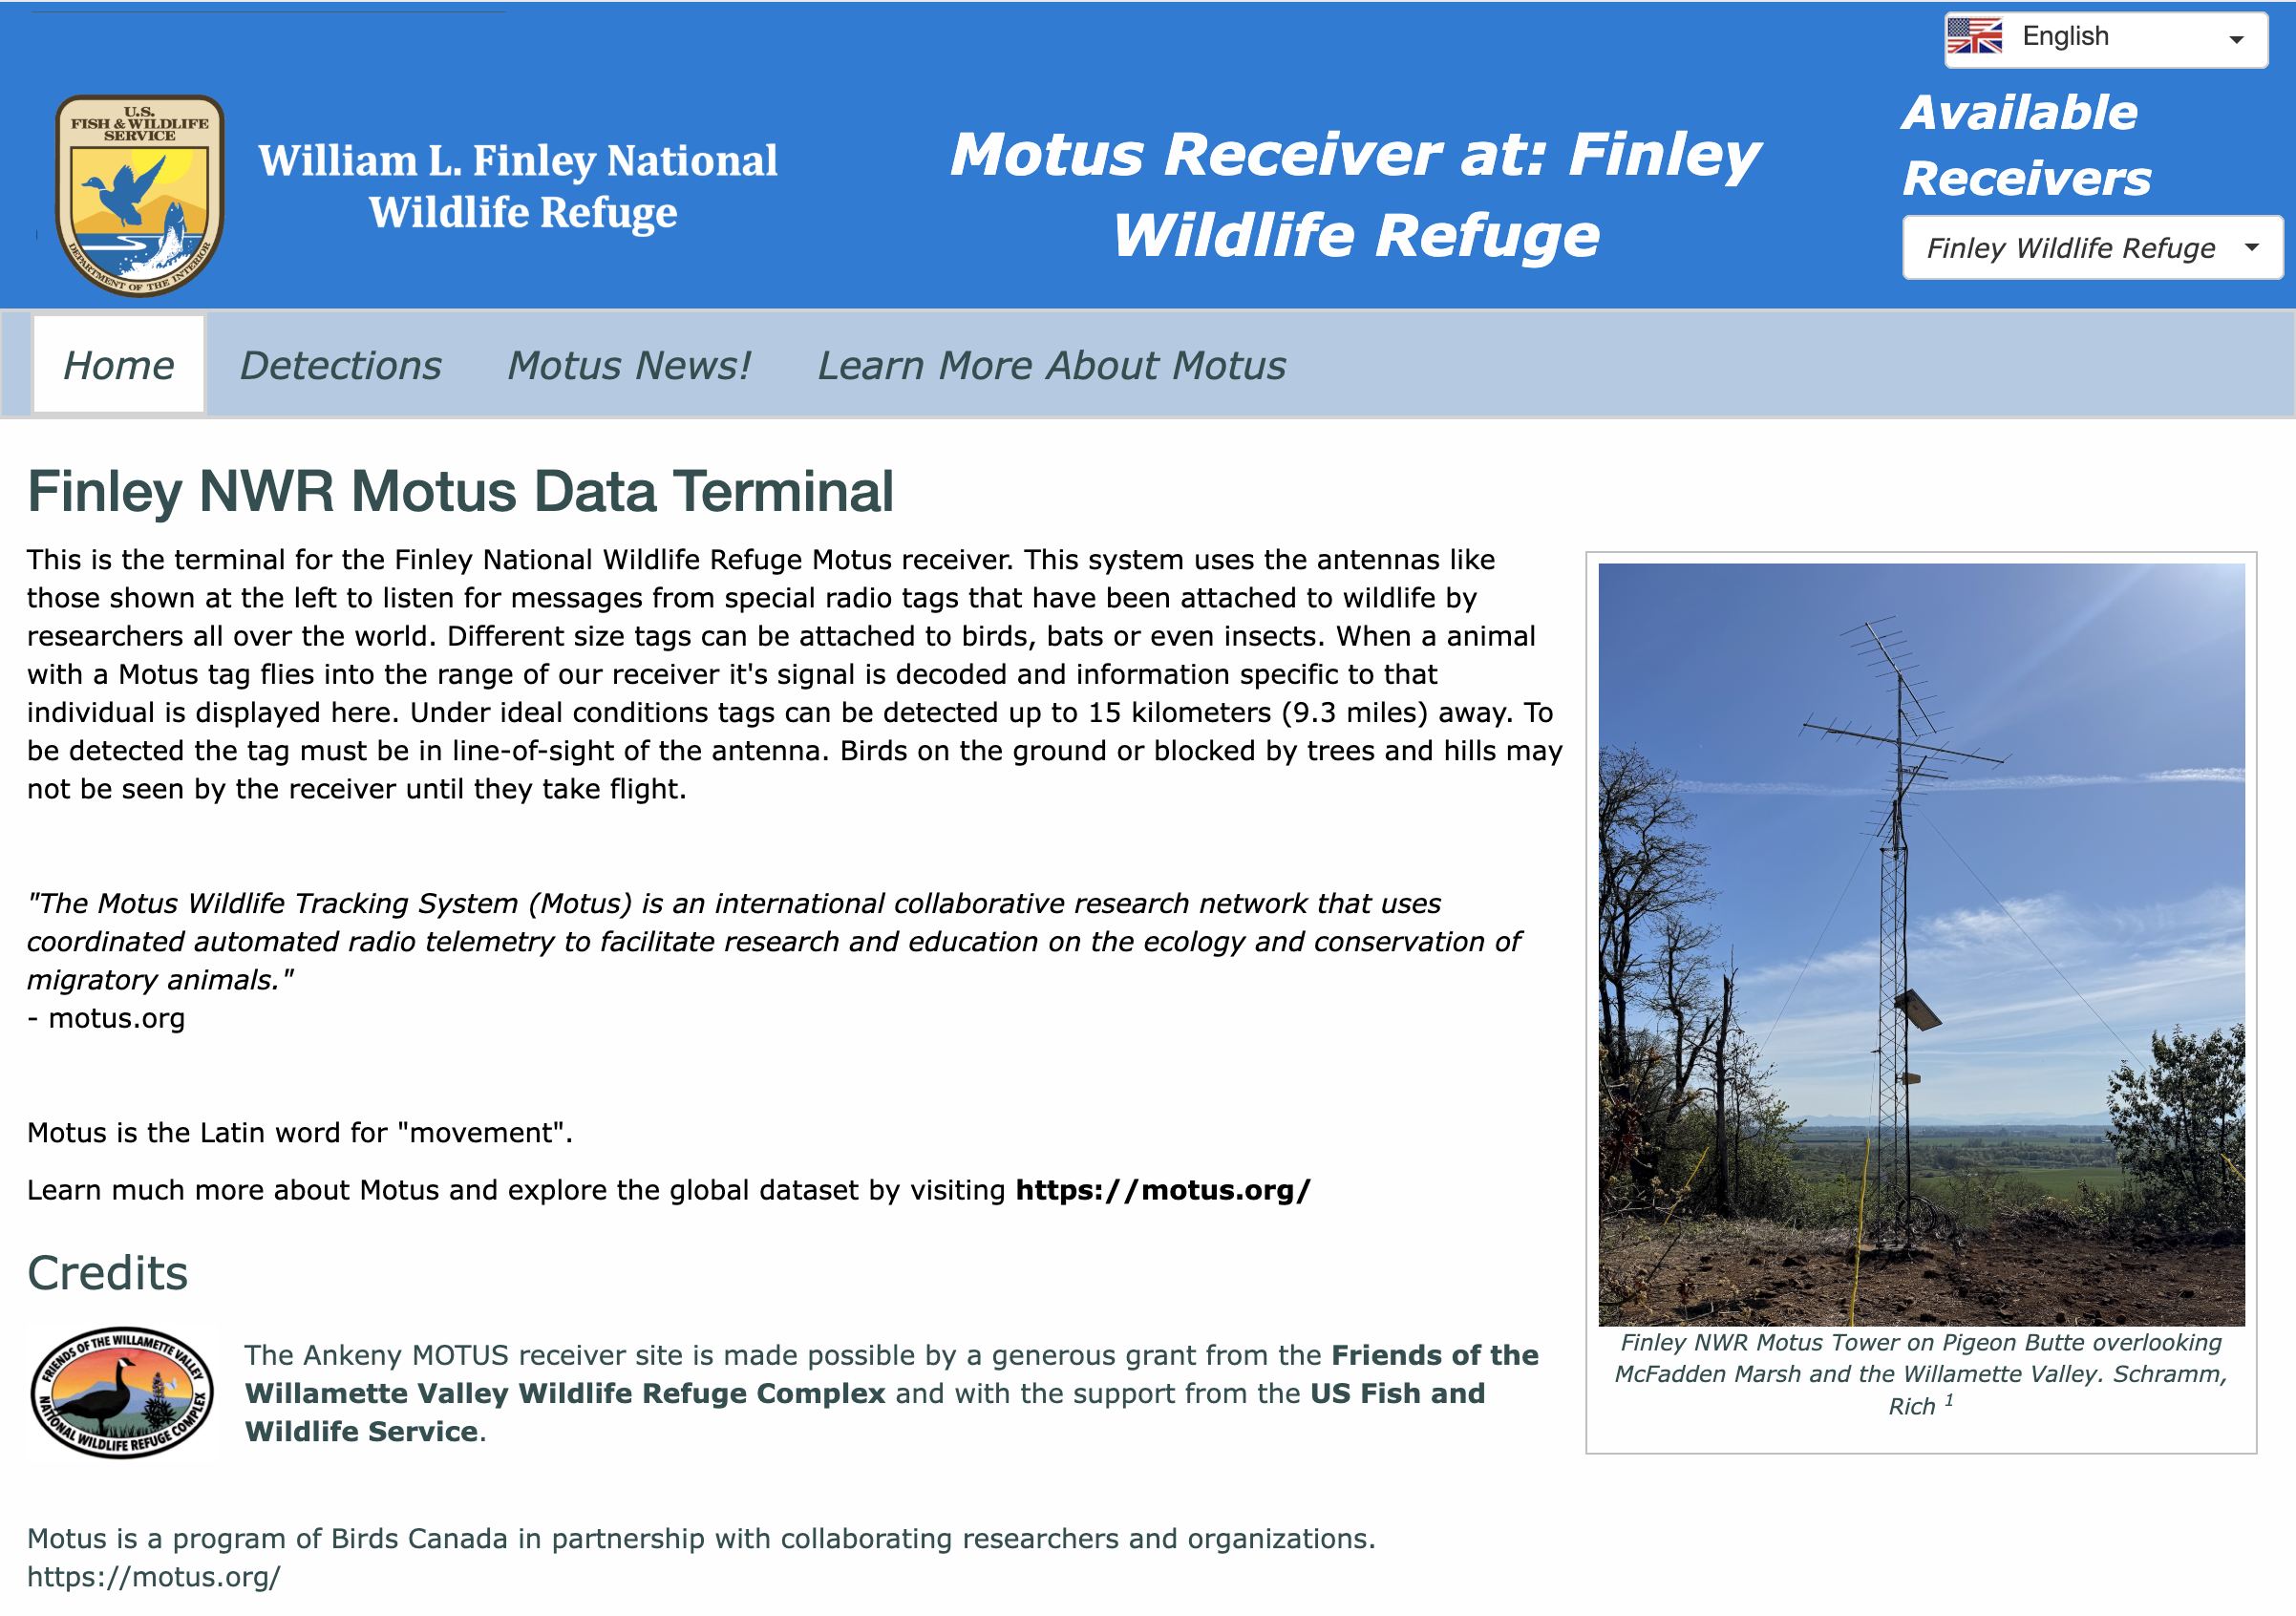 English
U.S.
FISH & WILDLIFE
SERVICE
DEPARTMENT OF THE INTERIOR
William L. Finley National
Wildlife Refuge
Motus Receiver at: Finley
Wildlife Refuge
Available
Receivers
Finley Wildlife Refuge
Home
Detections
Motus News!
Learn More About Motus
Finley NWR Motus Data Terminal
This is the terminal for the Finley National Wildlife Refuge Motus receiver. This system uses the antennas like
those shown at the left to listen for messages from special radio tags that have been attached to wildlife by
researchers all over the world. Different size tags can be attached to birds, bats or even insects. When a animal
with a Motus tag flies into the range of our receiver it's signal is decoded and information specific to that
individual is displayed here. Under ideal conditions tags can be detected up to 15 kilometers (9.3 miles) away. To
be detected the tag must be in line-of-sight of the antenna. Birds on the ground or blocked by trees and hills may
not be seen by the receiver until they take flight.
"The Motus Wildlife Tracking System (Motus) is an international collaborative research network that uses
coordinated automated radio telemetry to facilitate research and education on the ecology and conservation of
migratory animals."
- motus.org
Motus is the Latin word for "movement".
Learn much more about Motus and explore the global dataset by visiting https://motus.org/
Credits
FRIENDS OF THE WILLAMETTE VALLEY
NATIONAL WILDLIFE REFUGE COMPLEX
The Ankeny MOTUS receiver site is made possible by a generous grant from the Friends of the
Willamette Valley Wildlife Refuge Complex and with the support from the US Fish and
Wildlife Service.
Motus is a program of Birds Canada in partnership with collaborating researchers and organizations.
https://motus.org/
Finley NWR Motus Tower on Pigeon Butte overlooking
McFadden Marsh and the Willamette Valley. Schramm,
Rich 1